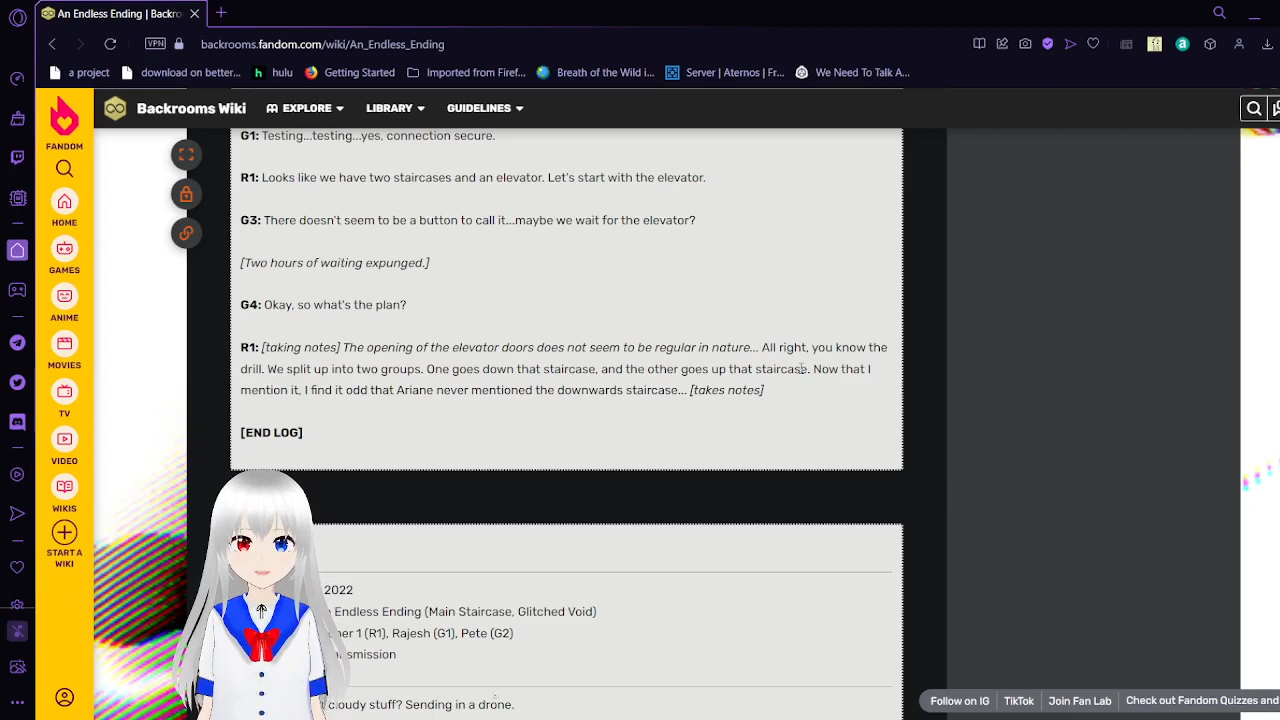 An Endless Ending | Backro
VPN
backrooms.fandom.com/wiki/An_Endless_Ending
a project
download on better...
hulu
Getting Started
Imported from Firef...
Breath of the Wild i...
Server | Aternos | Fr...
We Need To Talk A...
Backrooms Wiki
EXPLORE
LIBRARY
GUIDELINES
FANDOM
HOME
GAMES
ANIME
MOVIES
TV
VIDEO
WIKIS
START A
WIKI
G1: Testing...testing...yes, connection secure.
R1: Looks like we have two staircases and an elevator. Let's start with the elevator.
G3: There doesn't seem to be a button to call it...maybe we wait for the elevator?
[Two hours of waiting expunged.]
G4: Okay, so what's the plan?
R1: [taking notes] The opening of the elevator doors does not seem to be regular in nature... All right, you know the
drill. We split up into two groups. One goes down that staircase, and the other goes up that staircase. Now that I
mention it, I find it odd that Ariane never mentioned the downwards staircase... [takes notes]
[END LOG]
2022
Endless Ending (Main Staircase, Glitched Void)
1 (R1), Rajesh (G1), Pete (G2)
cloudy stuff? Sending in a drone.
Follow on IG
TikTok
Join Fan Lab
Check out Fandom Quizzes and